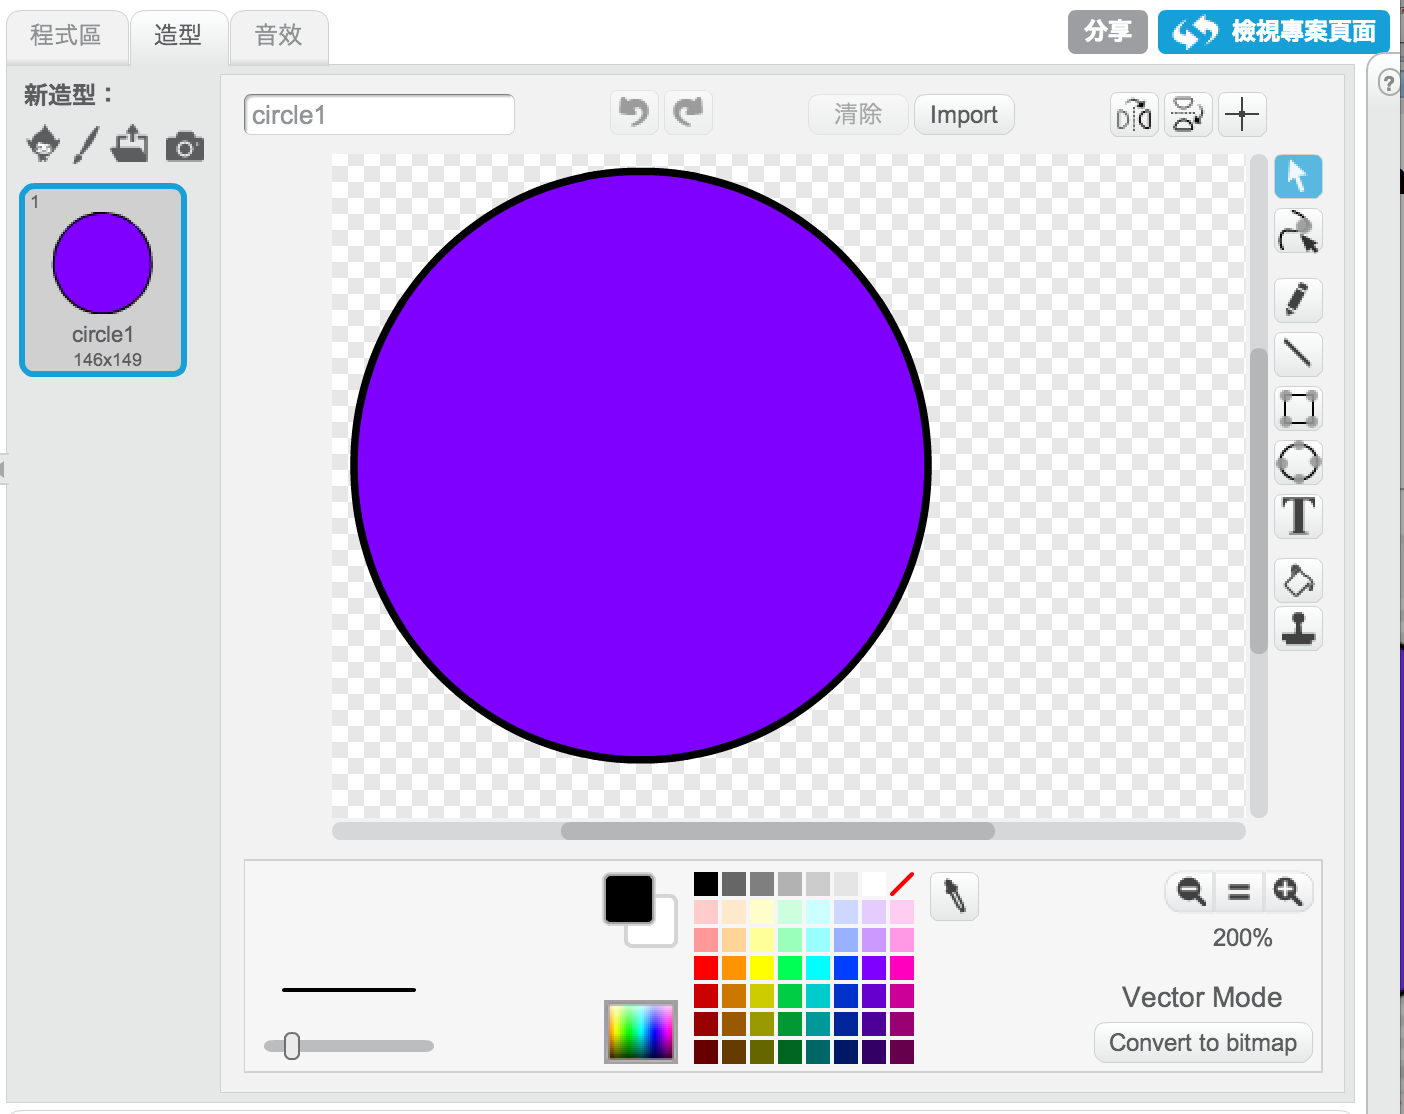 程式區 造型 音效
分享 檢視專案頁面
?
新造型：
circle1
清除
Import
1
circle1
146x149
T
200%
Vector Mode
Convert to bitmap